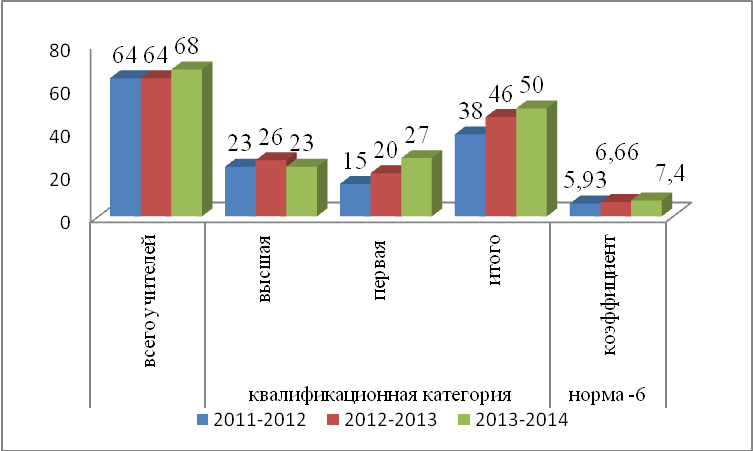 80
60
40
20
0
64 64 68
23 26 23
15 20 27
38 46 50
5,93 6,66 7,4
всего учителей
высшая
первая
итого
коэффициент
квалификационная категория
норма -6
2011-2012 2012-2013 2013-2014